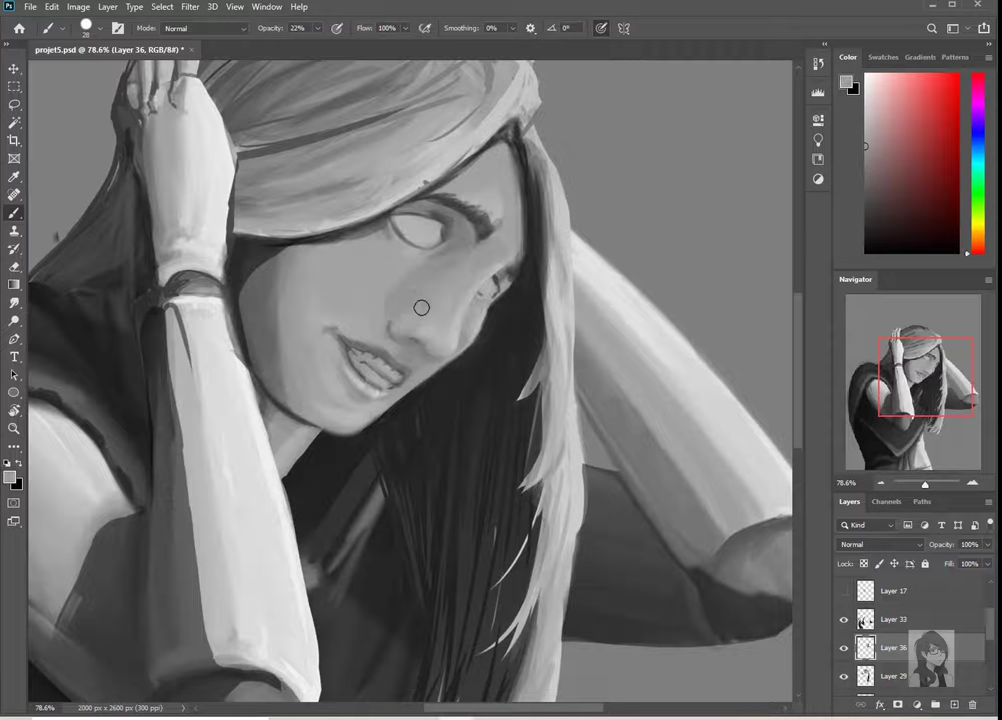 Ps File Edit Image Layer Type Select Filter 3D View Window Help
28 Mode: Normal Opacity: 22% Flow: 100% Smoothing: 0% 0°
projet5.psd @ 78.6% (Layer 36, RGB/8#) * ×
Color Swatches Gradients Patterns
Navigator
78.6%
Layers Channels Paths
Kind
Normal Opacity: 100%
Lock: Fill: 100%
Layer 17
Layer 33
Layer 36
Layer 29
78.6% 2000 px x 2600 px (300 ppi)